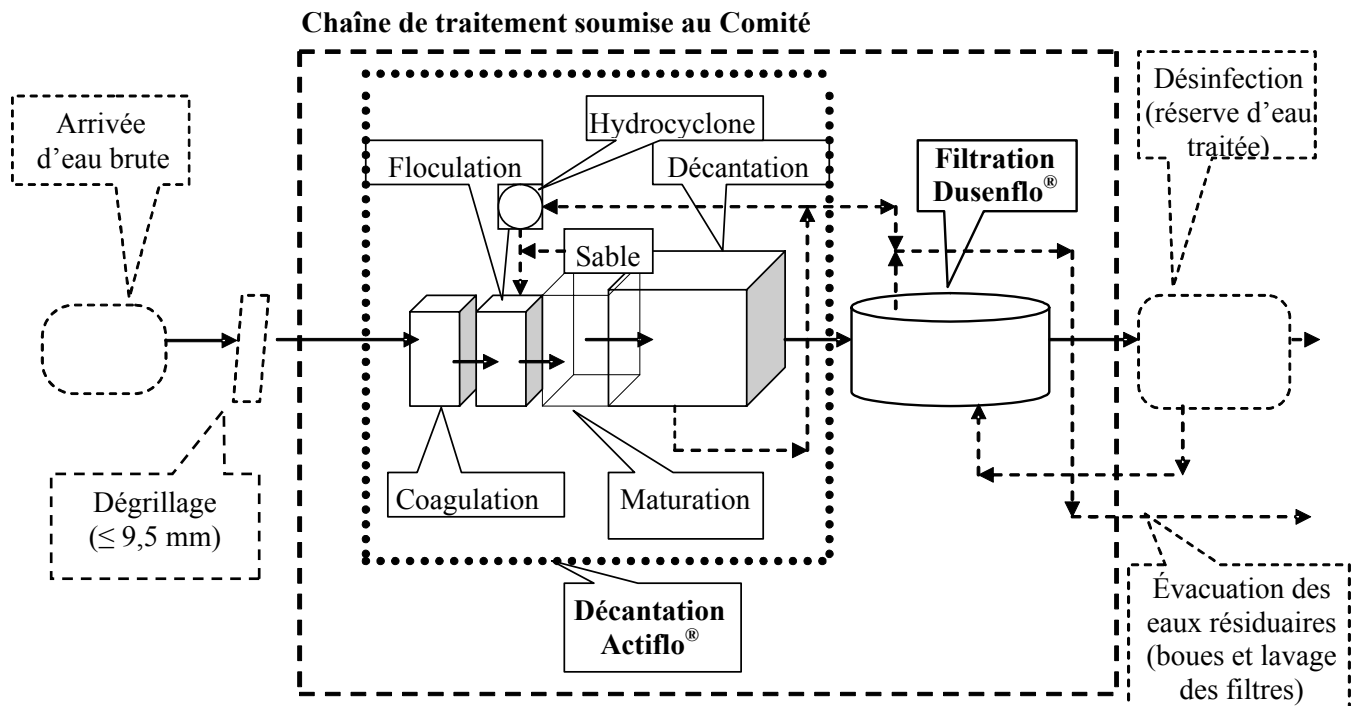 Chaîne de traitement soumise au Comité
Arrivée
d’eau brute
Hydrocyclone
Floculation
Décantation
Filtration
Dusenflo®
Désinfection
(réserve d’eau
traitée)
Sable
Dégrillage
(≤ 9,5 mm)
Coagulation
Maturation
Décantation
Actiflo®
Évacuation des
eaux résiduaires
(boues et lavage
des filtres)